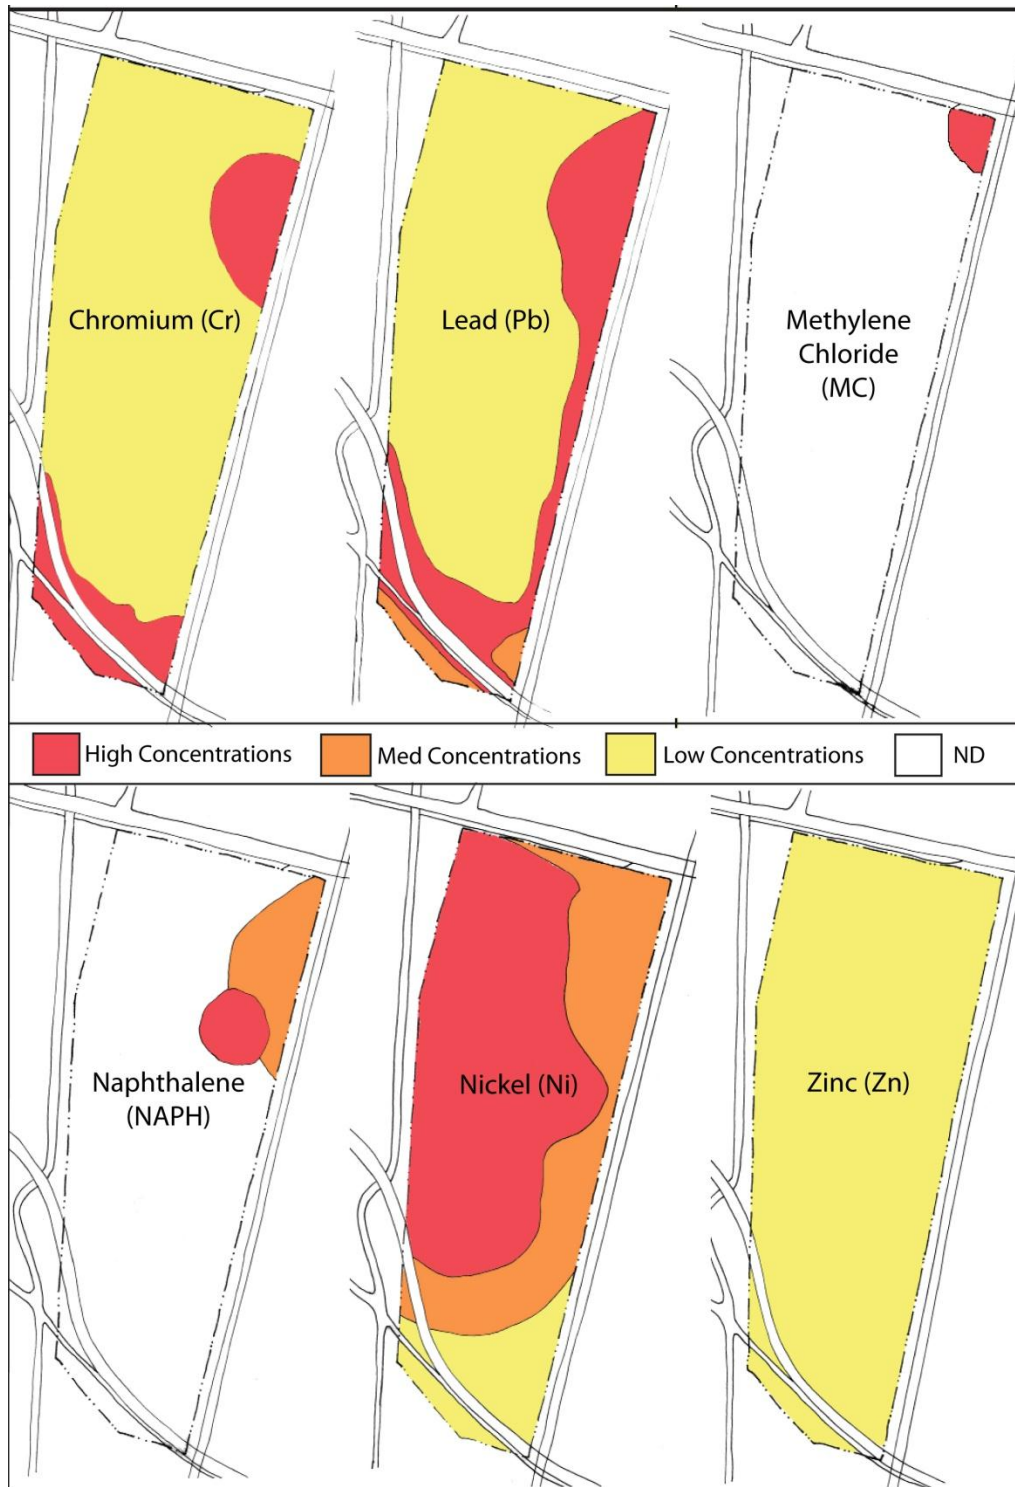 Chromium (Cr)
Lead (Pb)
Methylene
Chloride
(MC)
High Concentrations
Med Concentrations
Low Concentrations
ND
Naphthalene
(NAPH)
Nickel (Ni)
Zinc (Zn)